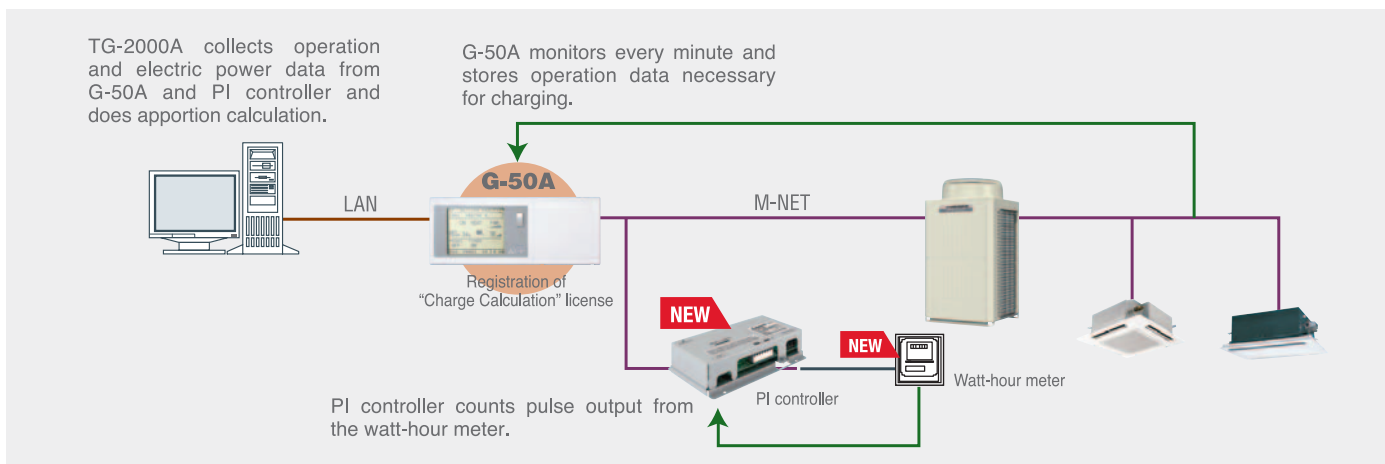 TG-2000A collects operation
and electric power data from
G-50A and PI controller and
does apportion calculation.
G-50A monitors every minute and
stores operation data necessary
for charging.
G-50A
LAN
M-NET
Registration of
“Charge Calculation” license
NEW
NEW
Watt-hour meter
PI controller
PI controller counts pulse output from
the watt-hour meter.